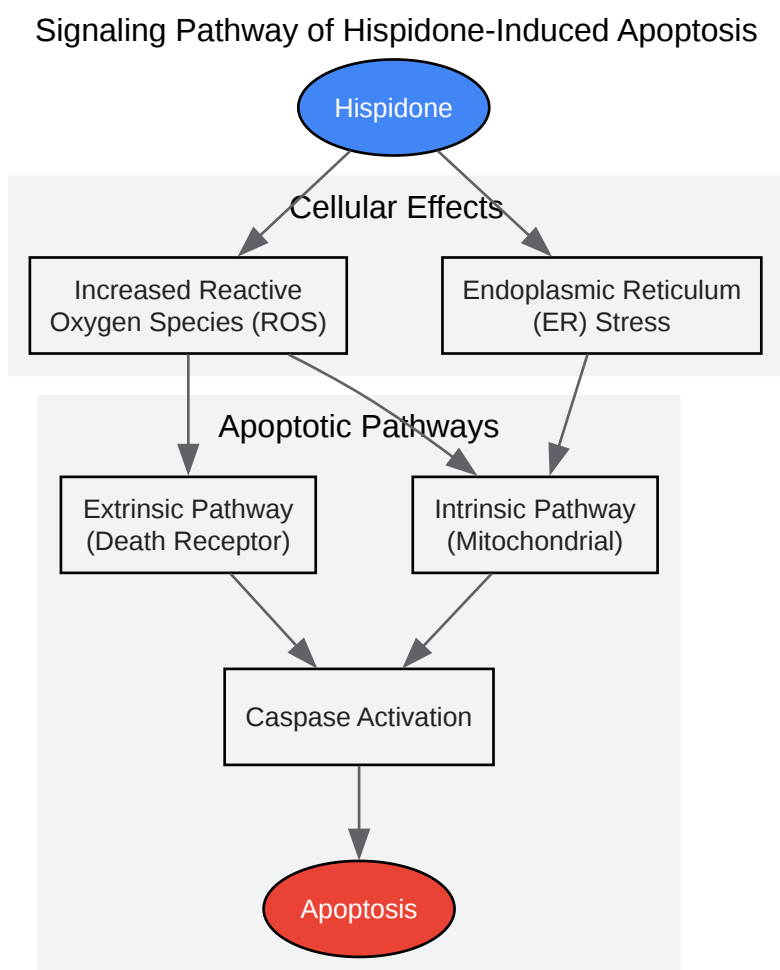 Signaling Pathway of Hispidone-Induced Apoptosis
Hispidone
Cellular Effects
Increased Reactive
Oxygen Species (ROS)
Endoplasmic Reticulum
(ER) Stress
Apoptotic Pathways
Extrinsic Pathway
(Death Receptor)
Intrinsic Pathway
(Mitochondrial)
Caspase Activation
Apoptosis